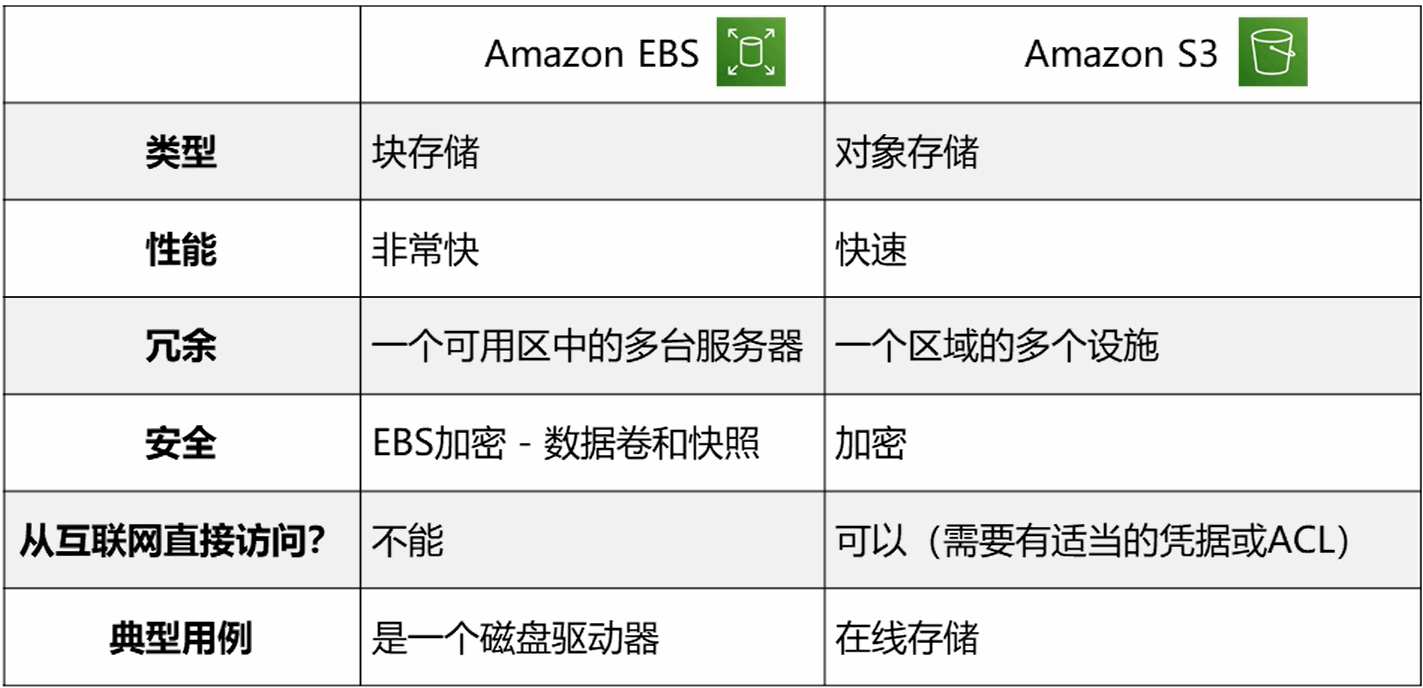 Amazon EBS Amazon S3
类型 块存储 对象存储
性能 非常快 快速
冗余 一个可用区中的多台服务器 一个区域的多个设施
安全 EBS加密 - 数据卷和快照 加密
从互联网直接访问？ 不能 可以（需要有适当的凭据或ACL）
典型用例 是一个磁盘驱动器 在线存储